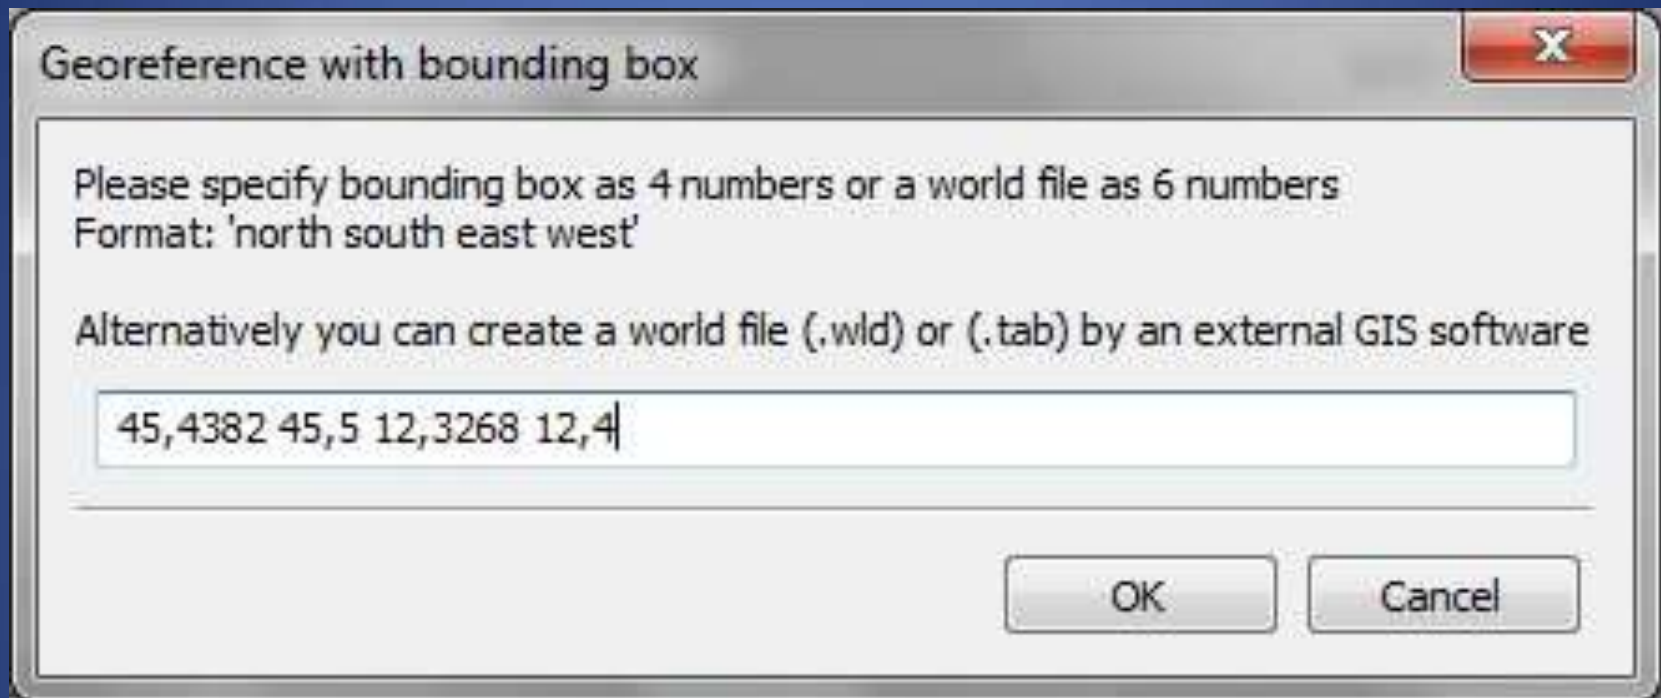 Georeference with bounding box
Please specify bounding box as 4 numbers or a world file as 6 numbers
Format: 'north south east west'
Alternatively you can create a world file (.wld) or (.tab) by an external GIS software
45,4382 45,5 12,3268 12,4
OK Cancel